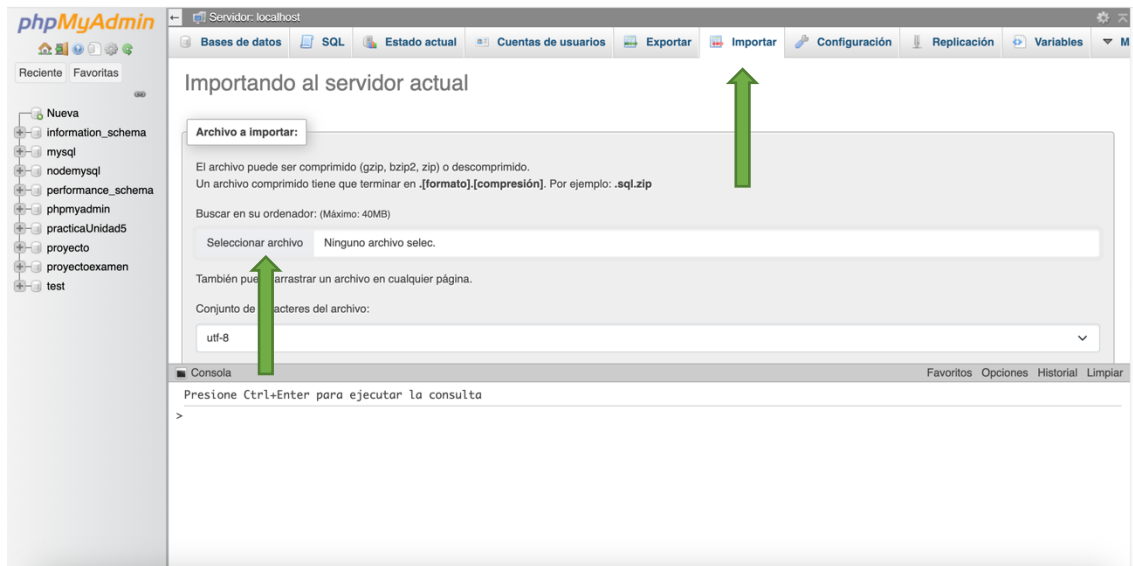 phpMyAdmin
Reciente Favoritas
Nueva
information_schema
mysql
nodemysql
performance_schema
phpmyadmin
practicaUnidad5
proyecto
proyectoexamen
test
Servidor: localhost
Bases de datos SQL Estado actual Cuentas de usuarios Exportar Importar Configuración Replicación Variables M
Importando al servidor actual
Archivo a importar:
El archivo puede ser comprimido (gzip, bzip2, zip) o descomprimido.
Un archivo comprimido tiene que terminar en .[formato].[compresión]. Por ejemplo: .sql.zip
Buscar en su ordenador: (Máximo: 40MB)
Seleccionar archivo Ninguno archivo selec.
También arrastrar un archivo en cualquier página.
Conjunto de del archivo:
utf-8
Consola Favoritos Opciones Historial Limpiar
Presione Ctrl+Enter para ejecutar la consulta
>